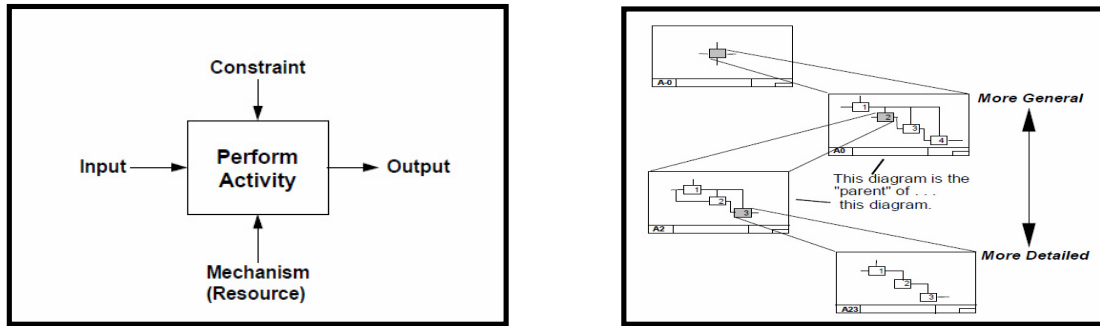 Constraint
Input
Perform
Activity
Output
Mechanism
(Resource)
A-0
More General
1
2
3
4
A0
This diagram is the
"parent" of . . .
this diagram.
1
2
3
A2
More Detailed
1
2
3
A23